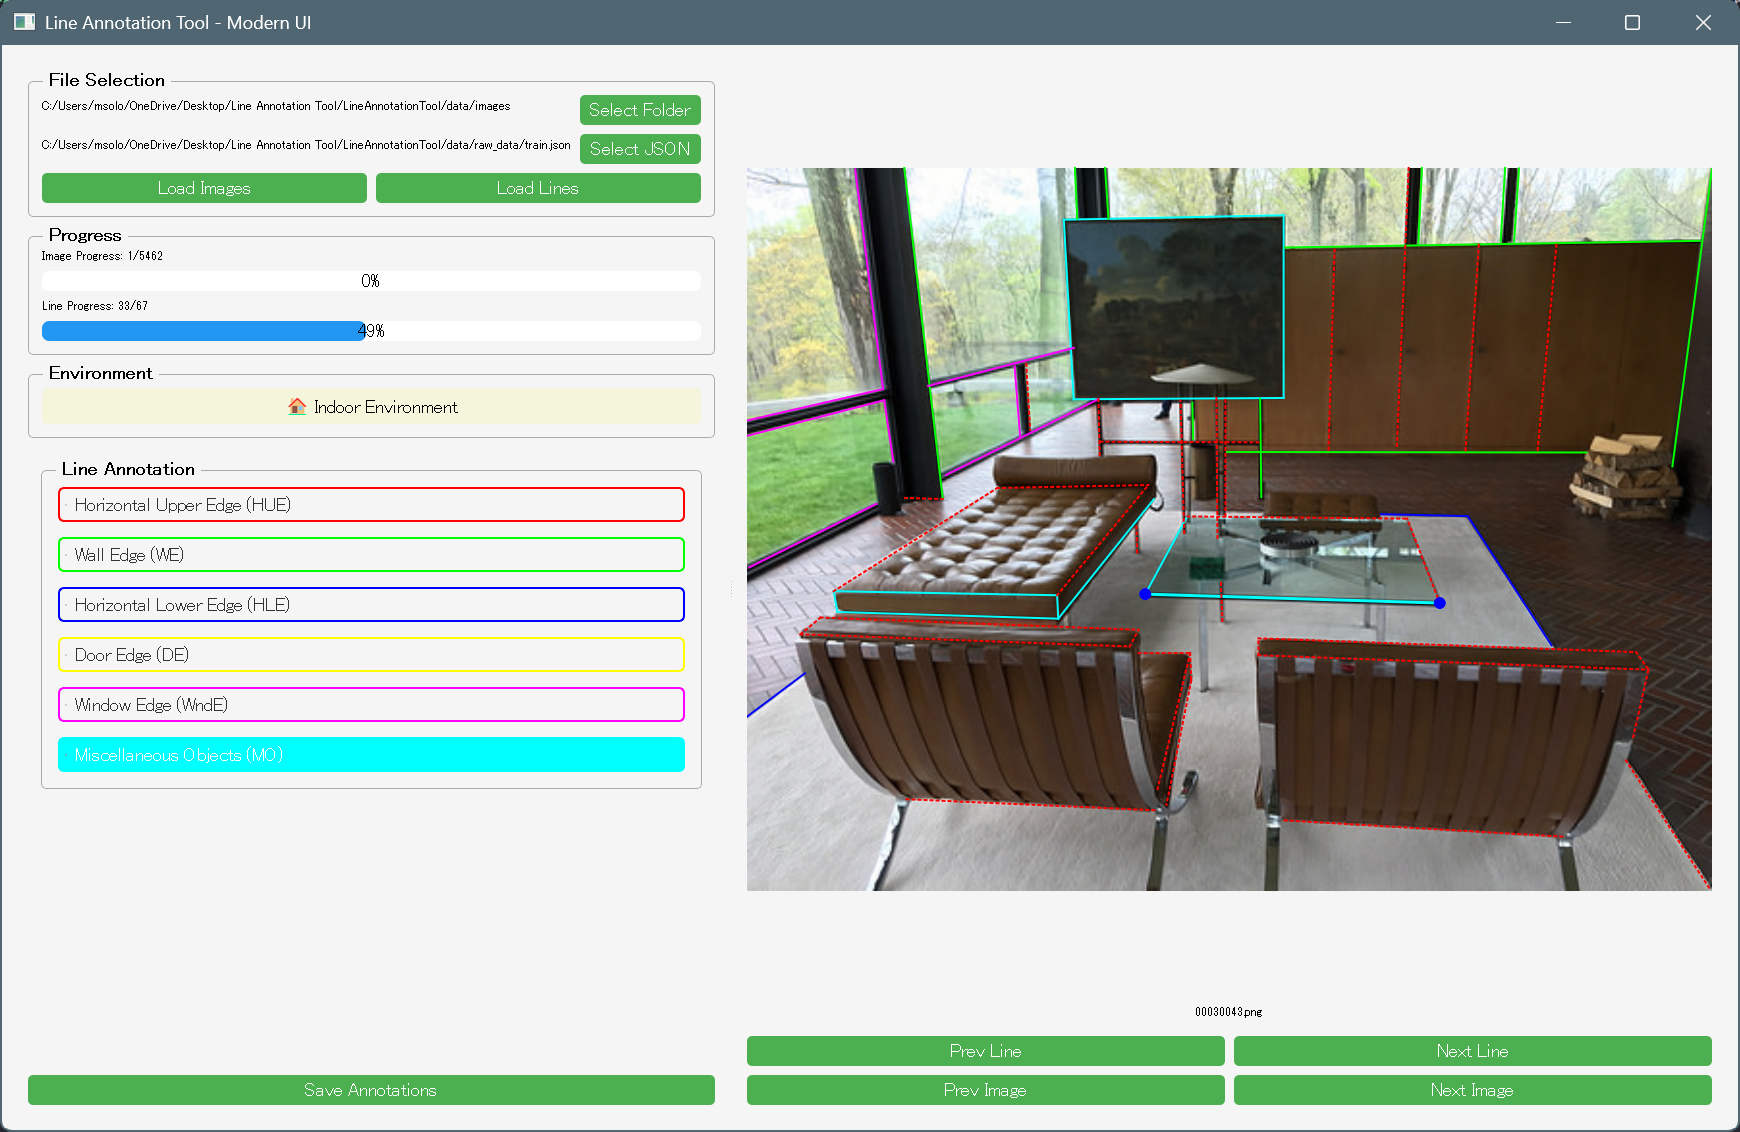 Line Annotation Tool - Modern UI
File Selection
C:/Users/msolo/OneDrive/Desktop/Line Annotation Tool/LineAnnotationTool/data/images
Select Folder
C:/Users/msolo/OneDrive/Desktop/Line Annotation Tool/LineAnnotationTool/data/raw_data/train.json
Select JSON
Load Images
Load Lines
Progress
Image Progress: 1/5462
0%
Line Progress: 33/67
49%
Environment
🏠 Indoor Environment
Line Annotation
Horizontal Upper Edge (HUE)
Wall Edge (WE)
Horizontal Lower Edge (HLE)
Door Edge (DE)
Window Edge (WndE)
Miscellaneous Objects (MO)
Save Annotations
00030043.png
Prev Line
Next Line
Prev Image
Next Image